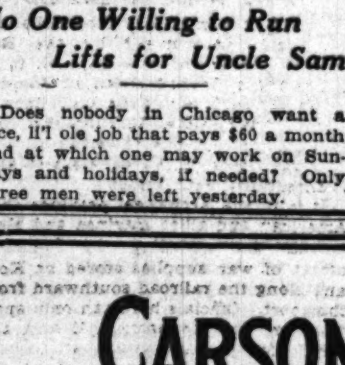 No One Willing to Run
Lifts for Uncle Sam
Does nobody in Chicago want a
ce, li'l ole job that pays $60 a month
nd at which one may work on Sun-
ys and holidays, if needed? Only
ree men were left yesterday.
CARSON